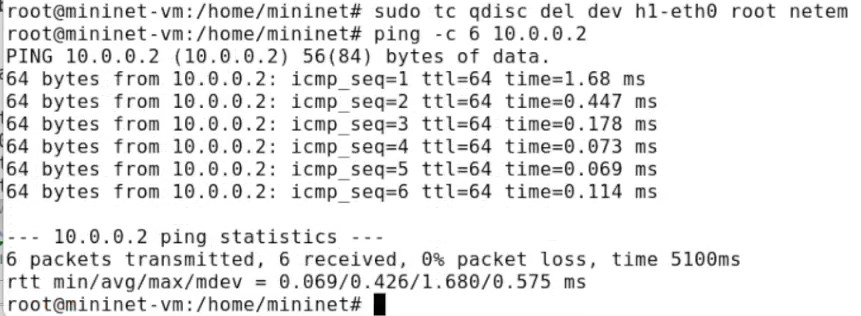 root@mininet-vm:/home/mininet# sudo tc qdisc del dev h1-eth0 root netem
root@mininet-vm:/home/mininet# ping -c 6 10.0.0.2
PING 10.0.0.2 (10.0.0.2) 56(84) bytes of data.
64 bytes from 10.0.0.2: icmp_seq=1 ttl=64 time=1.68 ms
64 bytes from 10.0.0.2: icmp_seq=2 ttl=64 time=0.447 ms
64 bytes from 10.0.0.2: icmp_seq=3 ttl=64 time=0.178 ms
64 bytes from 10.0.0.2: icmp_seq=4 ttl=64 time=0.073 ms
64 bytes from 10.0.0.2: icmp_seq=5 ttl=64 time=0.069 ms
64 bytes from 10.0.0.2: icmp_seq=6 ttl=64 time=0.114 ms
--- 10.0.0.2 ping statistics ---
6 packets transmitted, 6 received, 0% packet loss, time 5100ms
rtt min/avg/max/mdev = 0.069/0.426/1.680/0.575 ms
root@mininet-vm:/home/mininet#